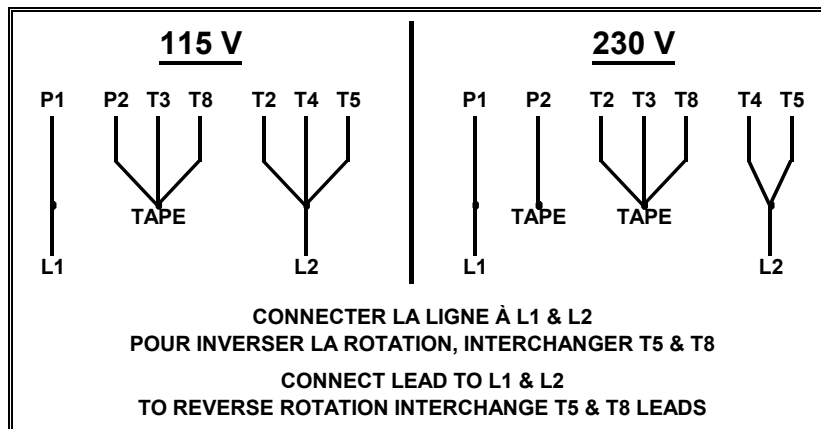 115 V
230 V
P1 P2 T3 T8 T2 T4 T5
P1 P2 T2 T3 T8 T4 T5
TAPE
TAPE TAPE
L1 L2
L1 L2
CONNECTER LA LIGNE À L1 & L2
POUR INVERSER LA ROTATION, INTERCHANGER T5 & T8
CONNECT LEAD TO L1 & L2
TO REVERSE ROTATION INTERCHANGE T5 & T8 LEADS